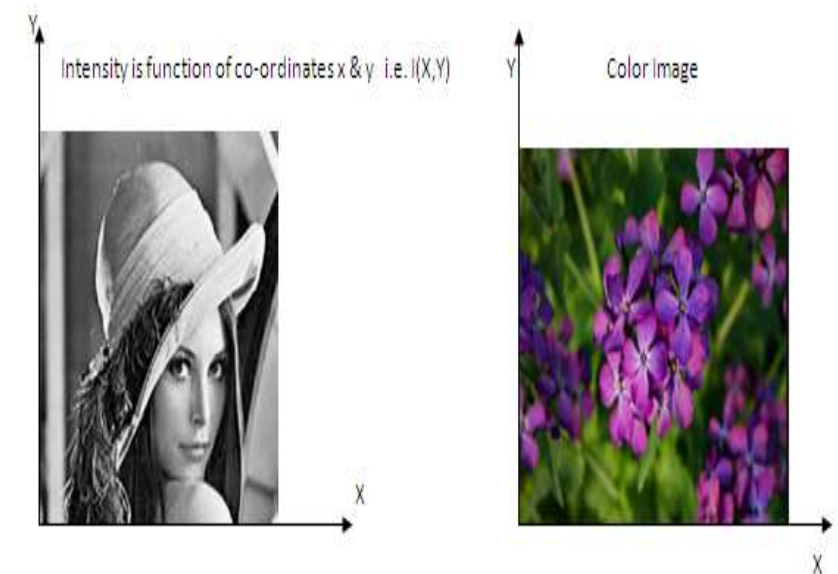 Y
Intensity is function of co-ordinates x & y i.e. I(X,Y)
X
Y
Color Image
X